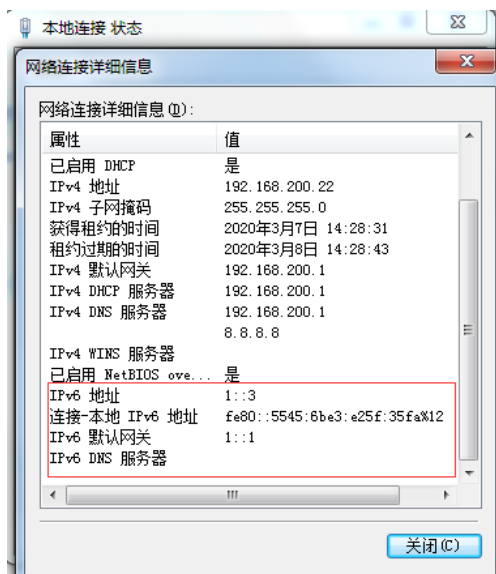 本地连接 状态
网络连接详细信息
网络连接详细信息(D):
属性 值
已启用 DHCP 是
IPv4 地址 192.168.200.22
IPv4 子网掩码 255.255.255.0
获得租约的时间 2020年3月7日 14:28:31
租约过期的时间 2020年3月8日 14:28:43
IPv4 默认网关 192.168.200.1
IPv4 DHCP 服务器 192.168.200.1
IPv4 DNS 服务器 192.168.200.1
8.8.8.8
IPv4 WINS 服务器
已启用 NetBIOS ove... 是
IPv6 地址 1::3
连接-本地 IPv6 地址 fe80::5545:6be3:e25f:35fa%12
IPv6 默认网关 1::1
IPv6 DNS 服务器
关闭(C)